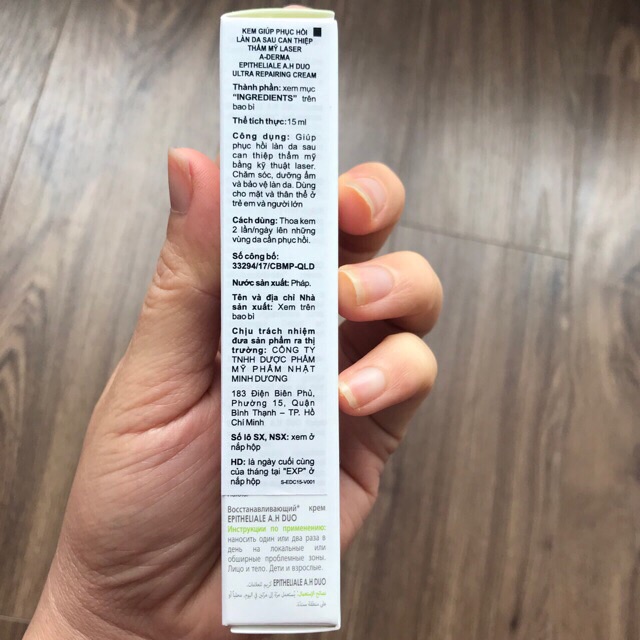 KEM GIÚP PHỤC HỒI
LÀN DA SAU CAN THIỆP
THẨM MỸ LASER
A-DERMA
EPITHELIALE A.H DUO
ULTRA REPAIRING CREAM
Thành phần: xem mục
"INGREDIENTS" trên
bao bì
Thể tích thực: 15 ml
Công dụng: Giúp
phục hồi làn da sau
can thiệp thẩm mỹ
bằng kỹ thuật laser.
Chăm sóc, dưỡng ẩm
và bảo vệ làn da. Dùng
cho mặt và thân thể ở
trẻ em và người lớn
Cách dùng: Thoa kem
2 lần/ngày lên những
vùng da cần phục hồi.
Số công bố:
33294/17/CBMP-QLD
Nước sản xuất: Pháp.
Tên và địa chỉ Nhà
sản xuất: Xem trên
bao bì
Chịu trách nhiệm
đưa sản phẩm ra thị
trường: CÔNG TY
TNHH DƯỢC PHẨM
MỸ PHẨM NHẬT
MINH DƯƠNG
183 Điện Biên Phủ,
Phường 15, Quận
Bình Thạnh – TP. Hồ
Chí Minh
Số lô SX, NSX: xem ở
nắp hộp
HD: là ngày cuối cùng
của tháng tại "EXP" ở
nắp hộp S-EDC15-V001
Восстанавливающий* крем
EPITHELIALE A.H DUO
Инструкции по применению:
наносить один или два раза в
день на локальные или
обширные проблемные зоны.
Лицо и тело. Дети и взрослые.
EPITHELIALE A.H DUO كريم